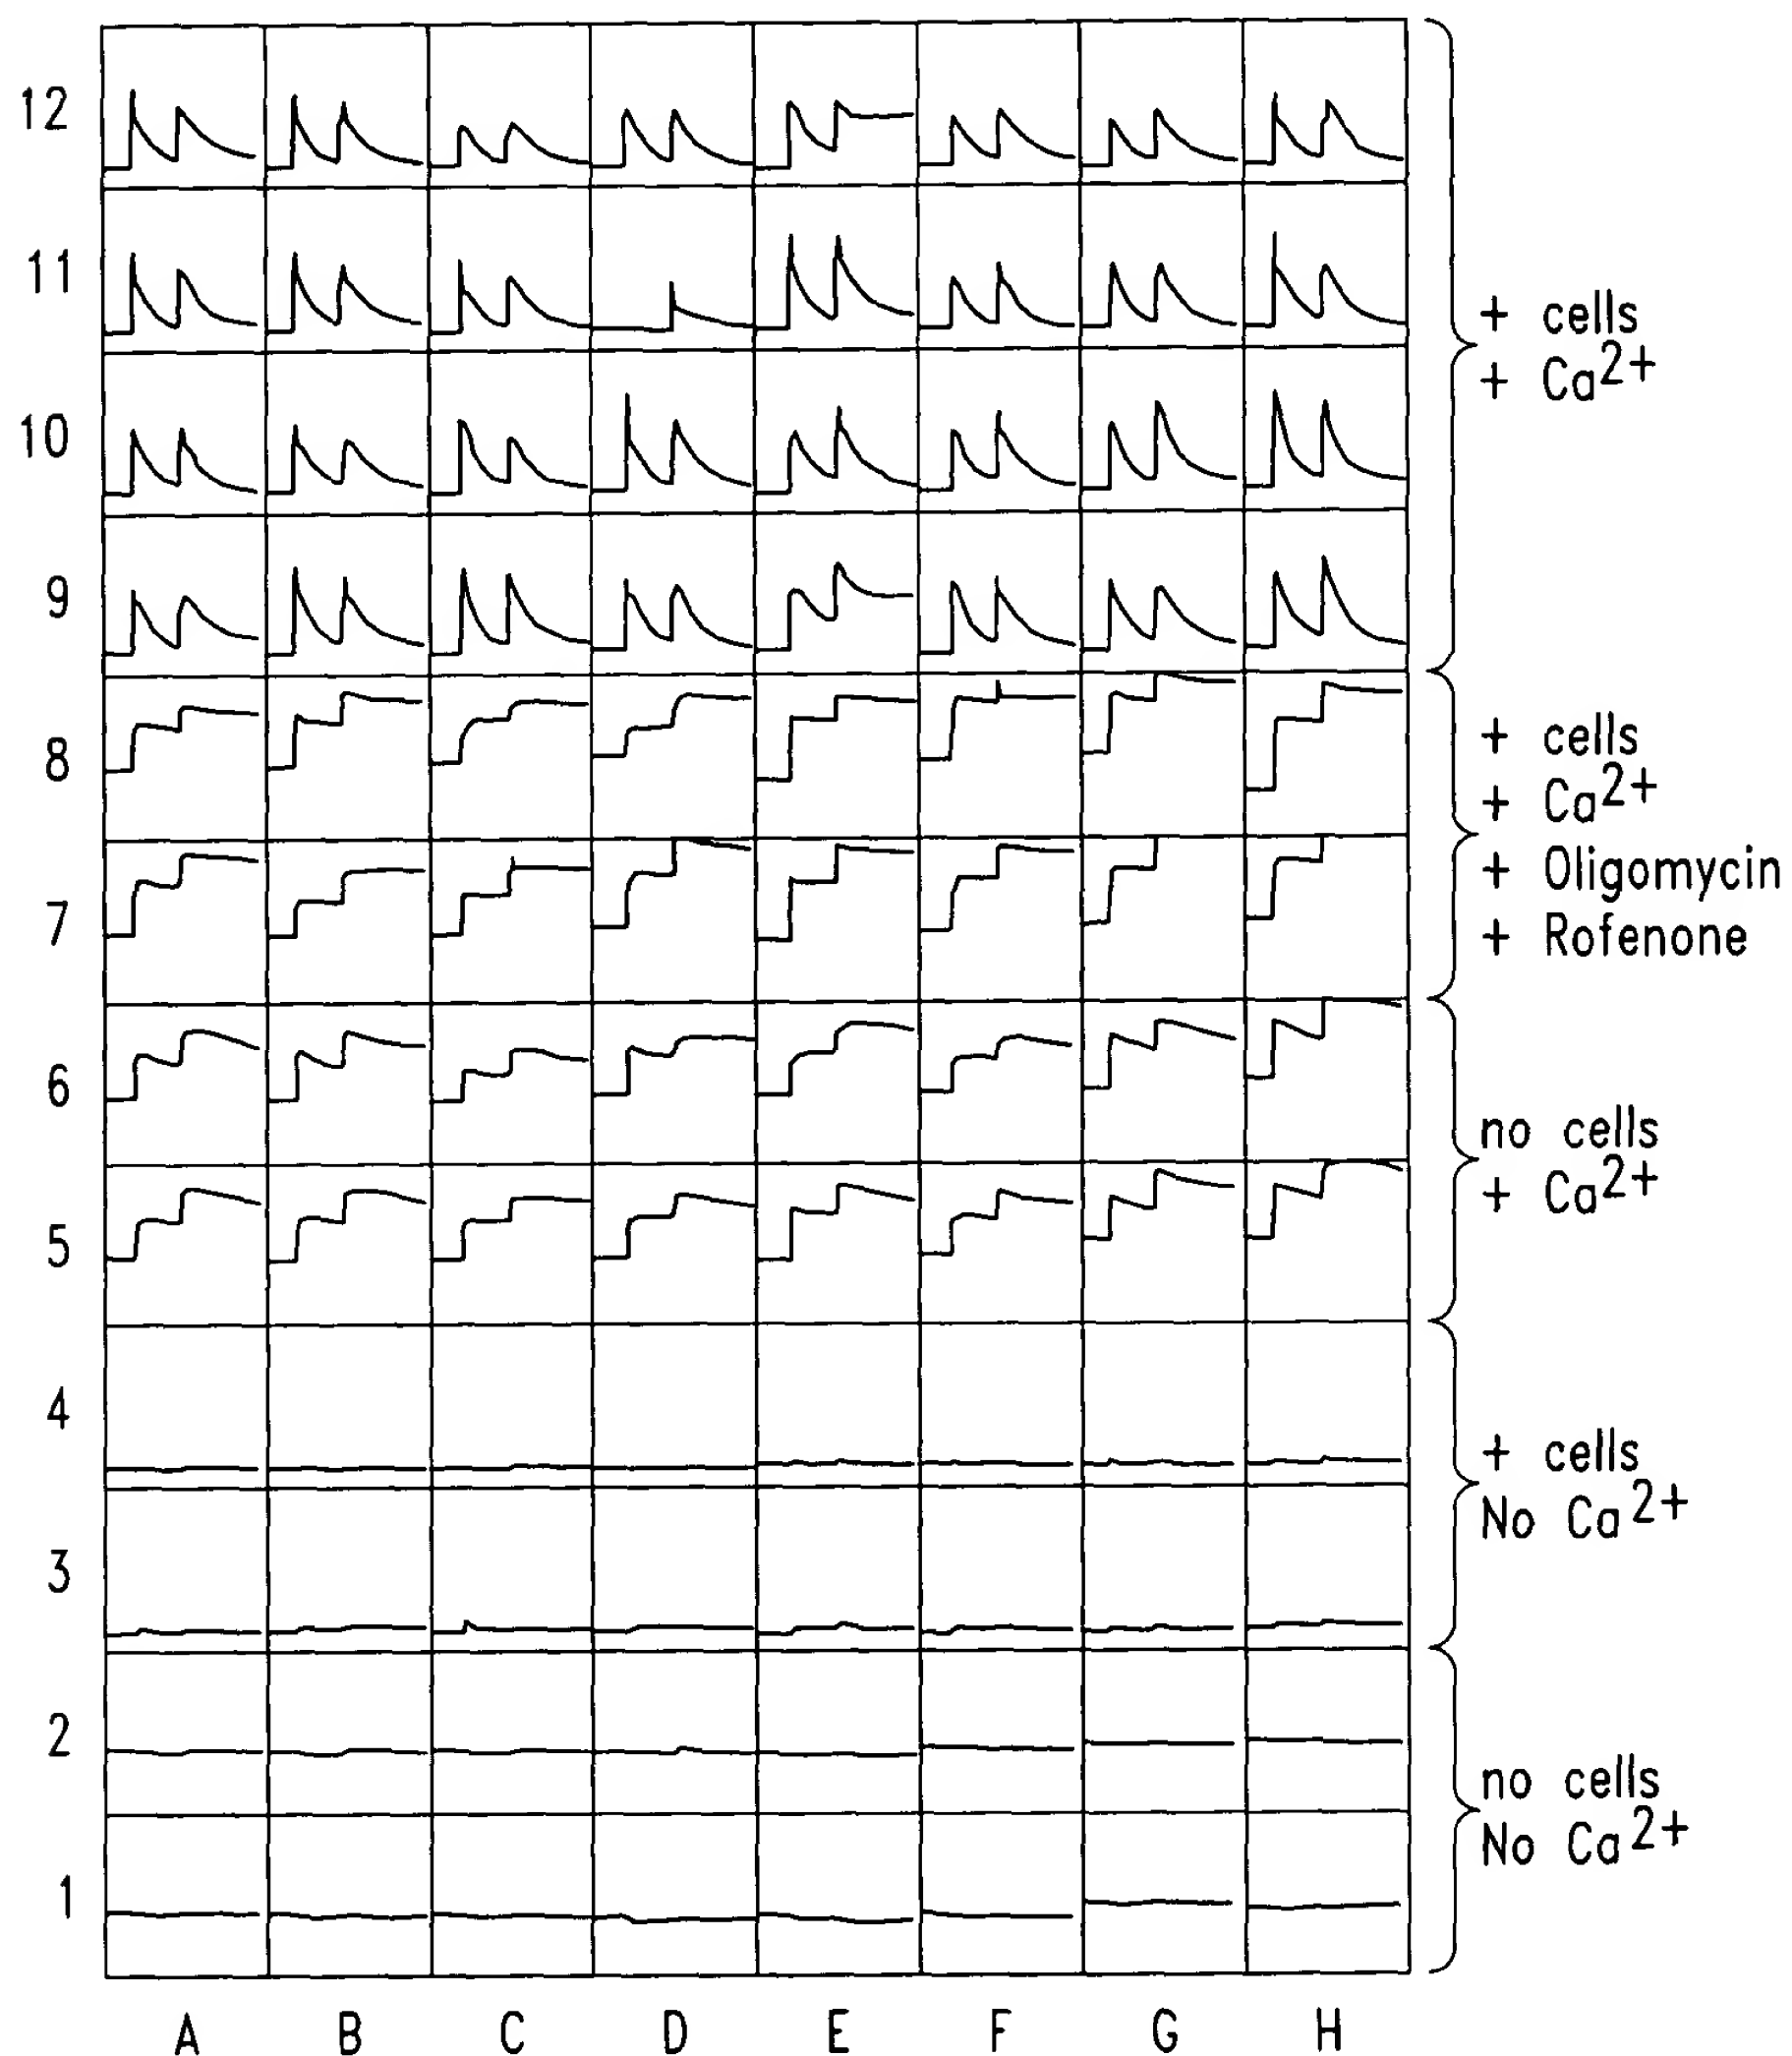 12
11
+ cells
+ Ca2+
10
9
8
+ cells
+ Ca2+
7
+ Oligomycin
+ Rofenone
6
no cells
+ Ca2+
5
4
+ cells
No Ca2+
3
2
no cells
No Ca2+
1
A B C D E F G H